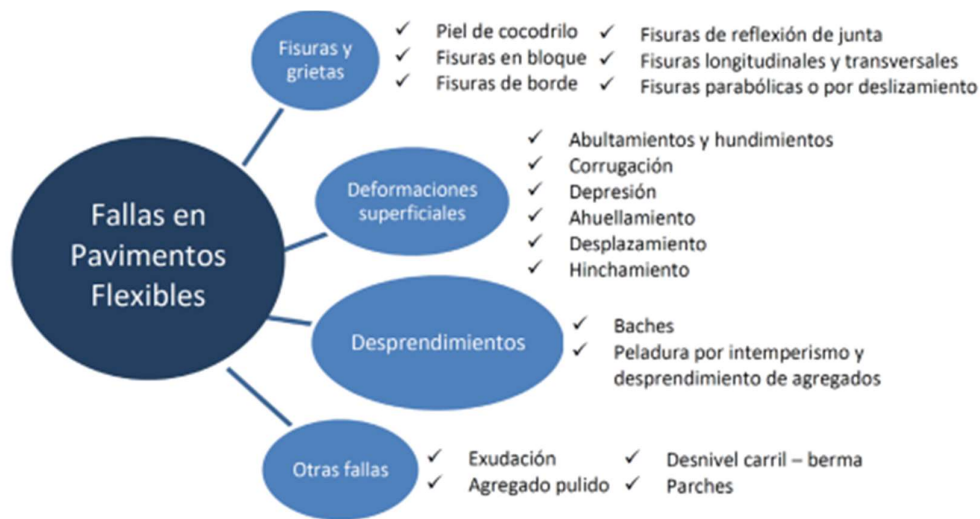 Fallas en
Pavimentos
Flexibles
Fisuras y
grietas
✓ Piel de cocodrilo
✓ Fisuras en bloque
✓ Fisuras de borde
✓ Fisuras de reflexión de junta
✓ Fisuras longitudinales y transversales
✓ Fisuras parabólicas o por deslizamiento
Deformaciones
superficiales
✓ Abultamientos y hundimientos
✓ Corrugación
✓ Depresión
✓ Ahuellamiento
✓ Desplazamiento
✓ Hinchamiento
Desprendimientos
✓ Baches
✓ Peladura por intemperismo y
desprendimiento de agregados
Otras fallas
✓ Exudación
✓ Agregado pulido
✓ Desnivel carril – berma
✓ Parches